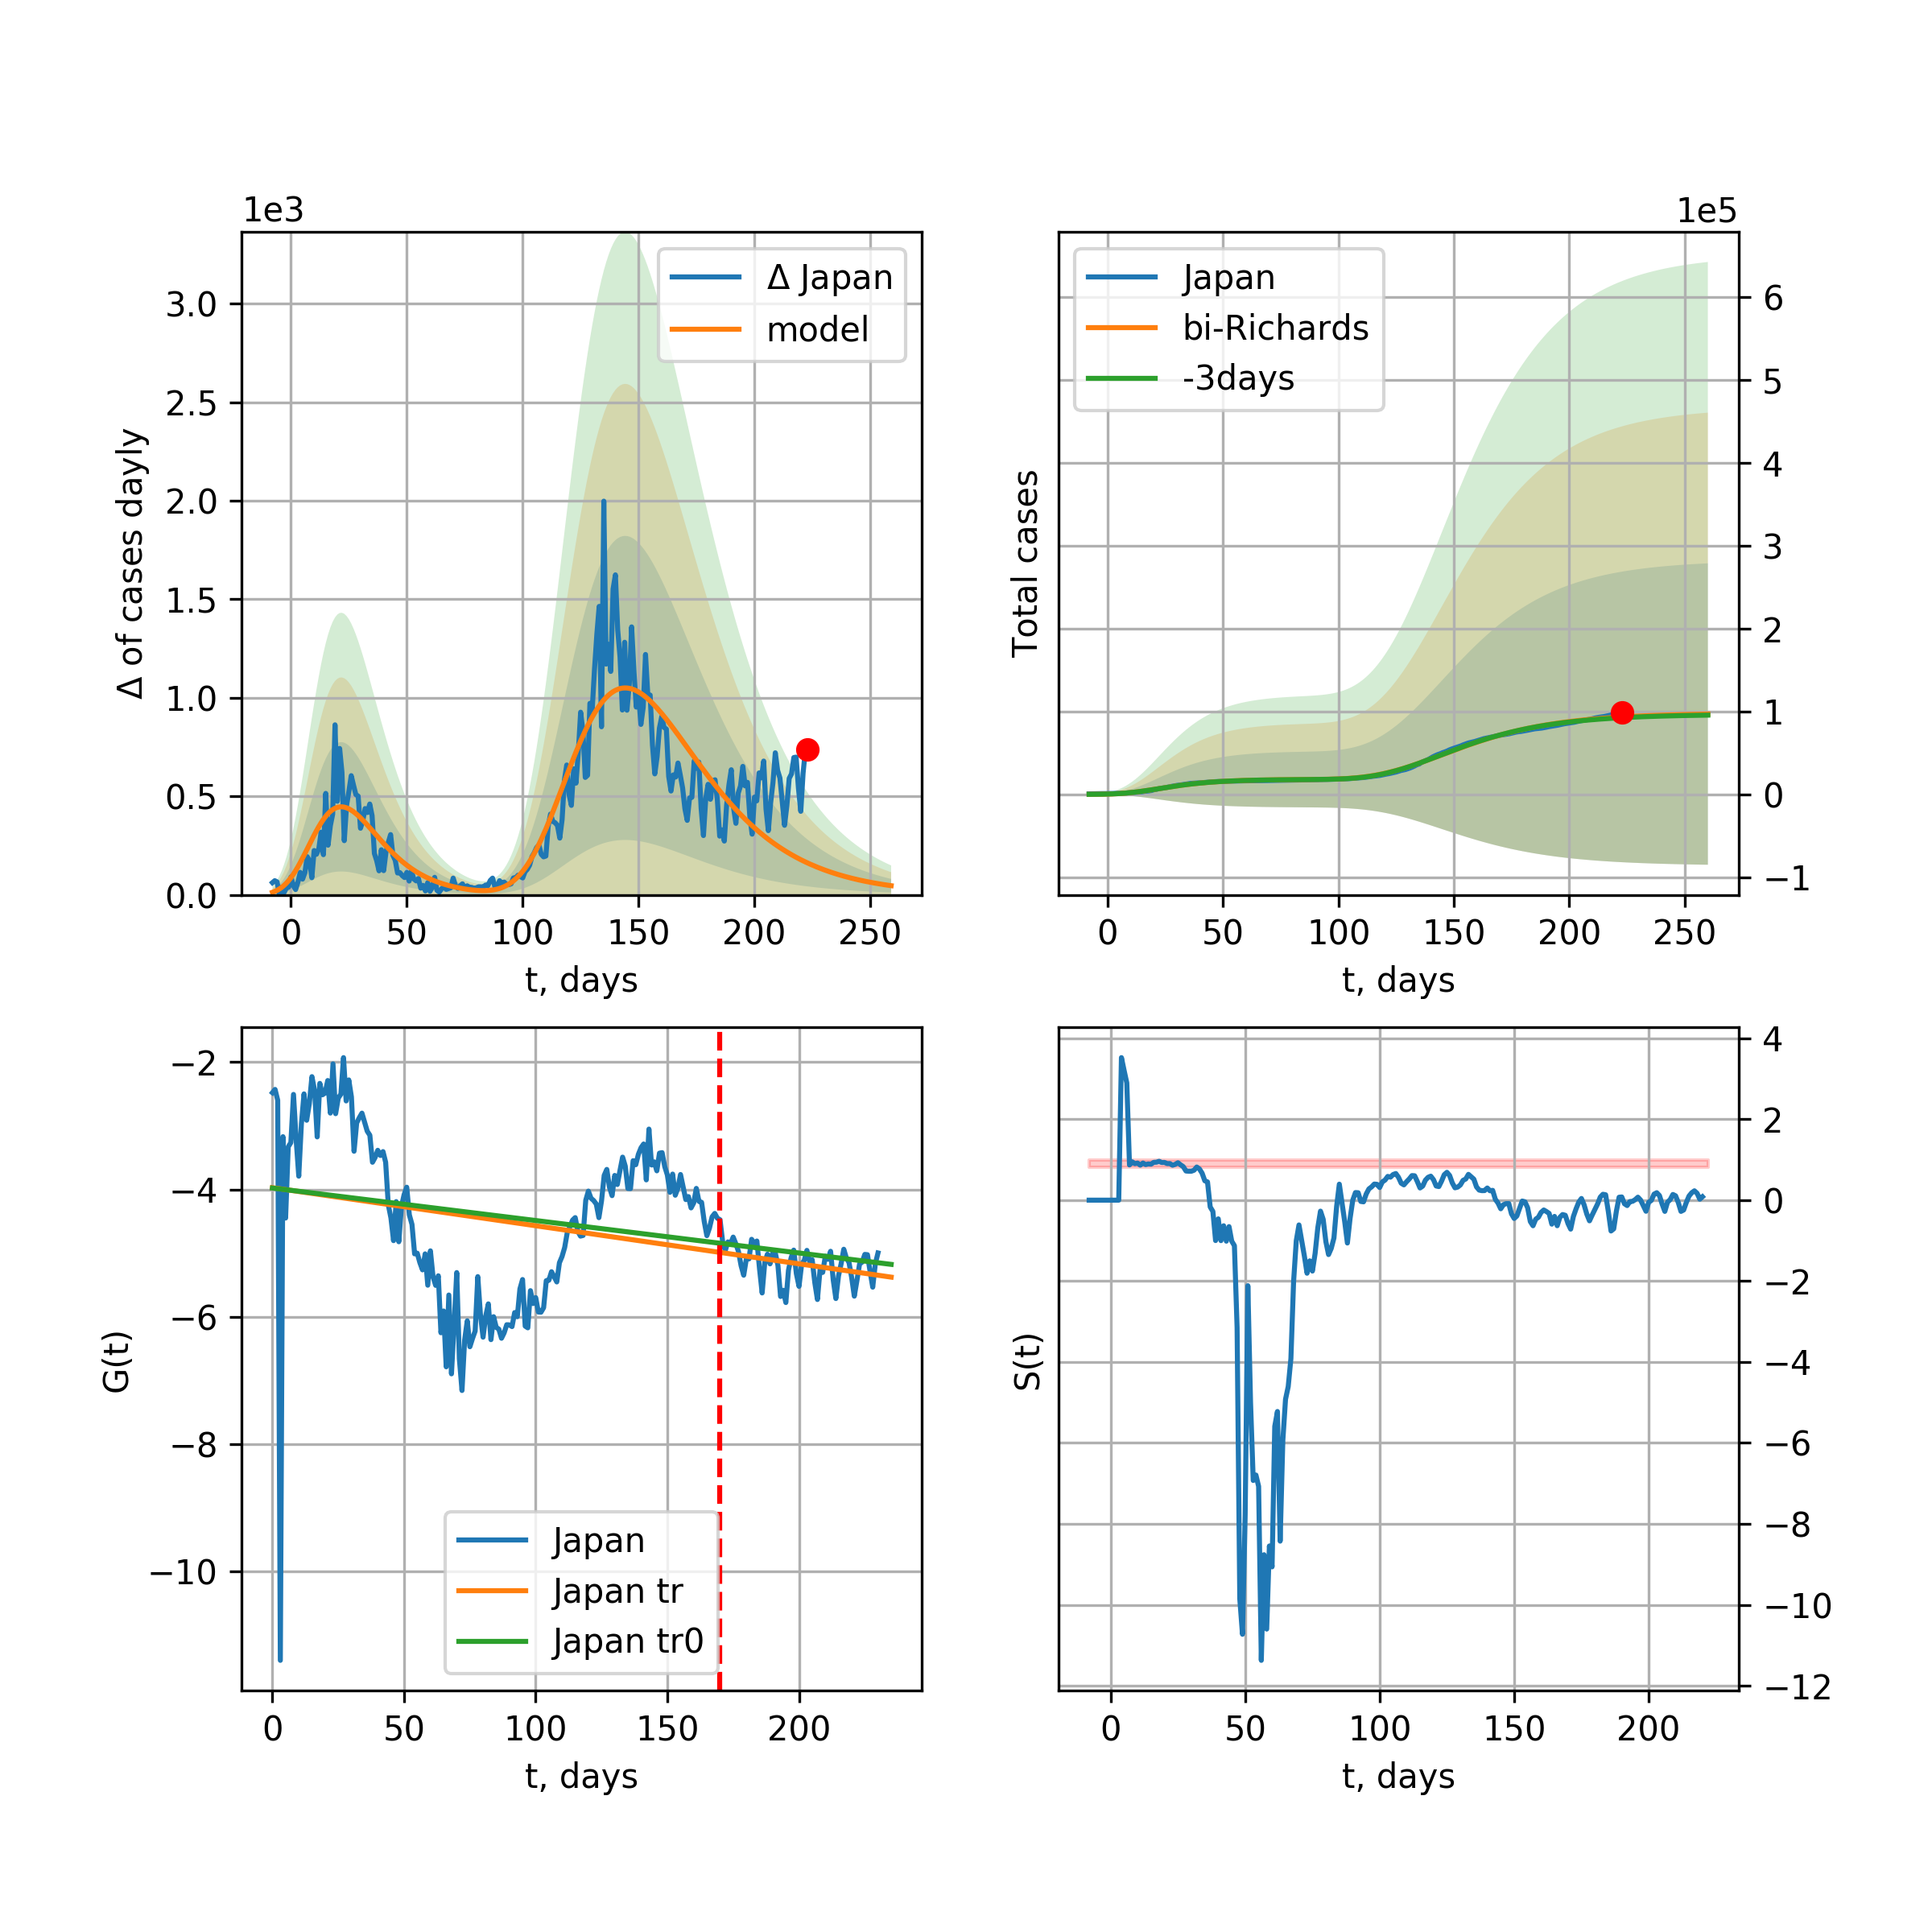 1e3
Δ of cases dayly
3.0
2.5
2.0
1.5
1.0
0.5
0.0
Δ Japan
model
0 50 100 150 200 250
t, days
1e5
Total cases
Japan
bi-Richards
-3days
6
5
4
3
2
1
0
−1
0 50 100 150 200 250
t, days
G(t)
−2
−4
−6
−8
−10
Japan
Japan tr
Japan tr0
0 50 100 150 200
t, days
S(t)
4
2
0
−2
−4
−6
−8
−10
−12
0 50 100 150 200
t, days